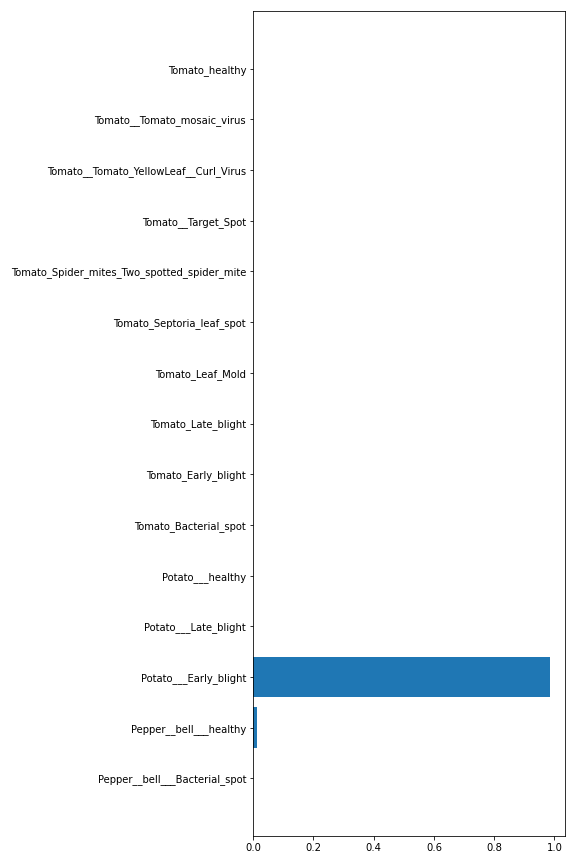 Tomato_healthy
Tomato__Tomato_mosaic_virus
Tomato__Tomato_YellowLeaf__Curl_Virus
Tomato__Target_Spot
Tomato_Spider_mites_Two_spotted_spider_mite
Tomato_Septoria_leaf_spot
Tomato_Leaf_Mold
Tomato_Late_blight
Tomato_Early_blight
Tomato_Bacterial_spot
Potato___healthy
Potato___Late_blight
Potato___Early_blight
Pepper__bell___healthy
Pepper__bell___Bacterial_spot
0.0 0.2 0.4 0.6 0.8 1.0